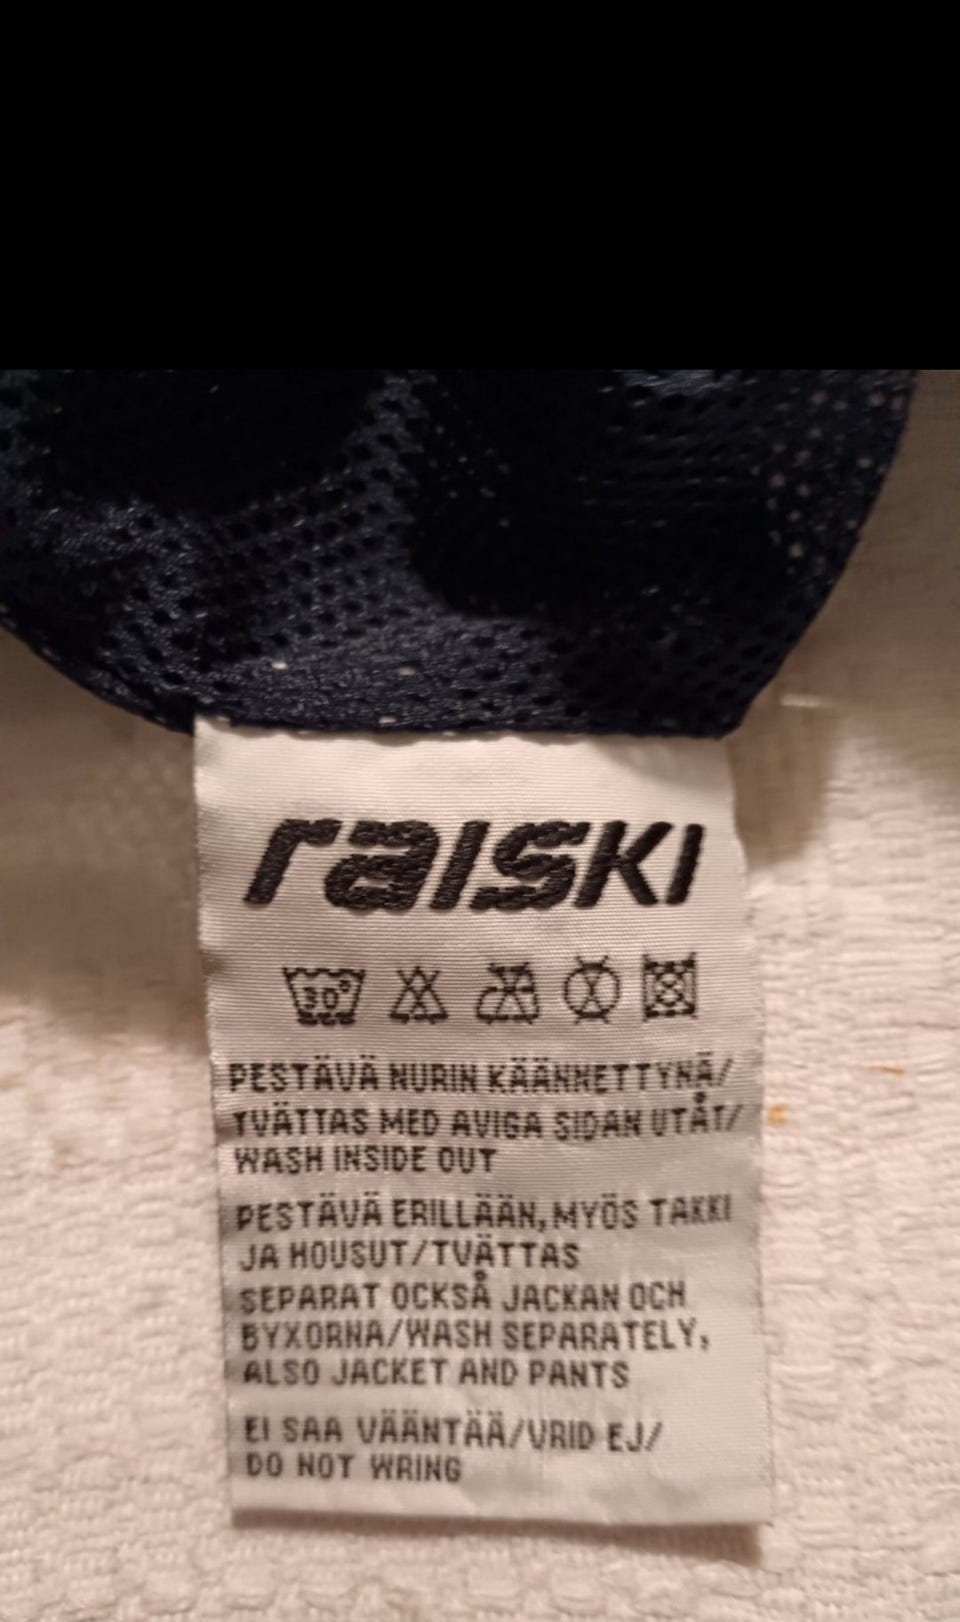 raiski
30°
PESTÄVÄ NURIN KÄÄNNETTYNÄ/
TVÄTTAS MED AVIGA SIDAN UTÅT/
WASH INSIDE OUT
PESTÄVÄ ERILLÄÄN, MYÖS TAKKI
JA HOUSUT/TVÄTTAS
SEPARAT OCKSÅ JACKAN OCH
BYXORNA/WASH SEPARATELY,
ALSO JACKET AND PANTS
EI SAA VÄÄNTÄÄ/VRID EJ/
DO NOT WRING